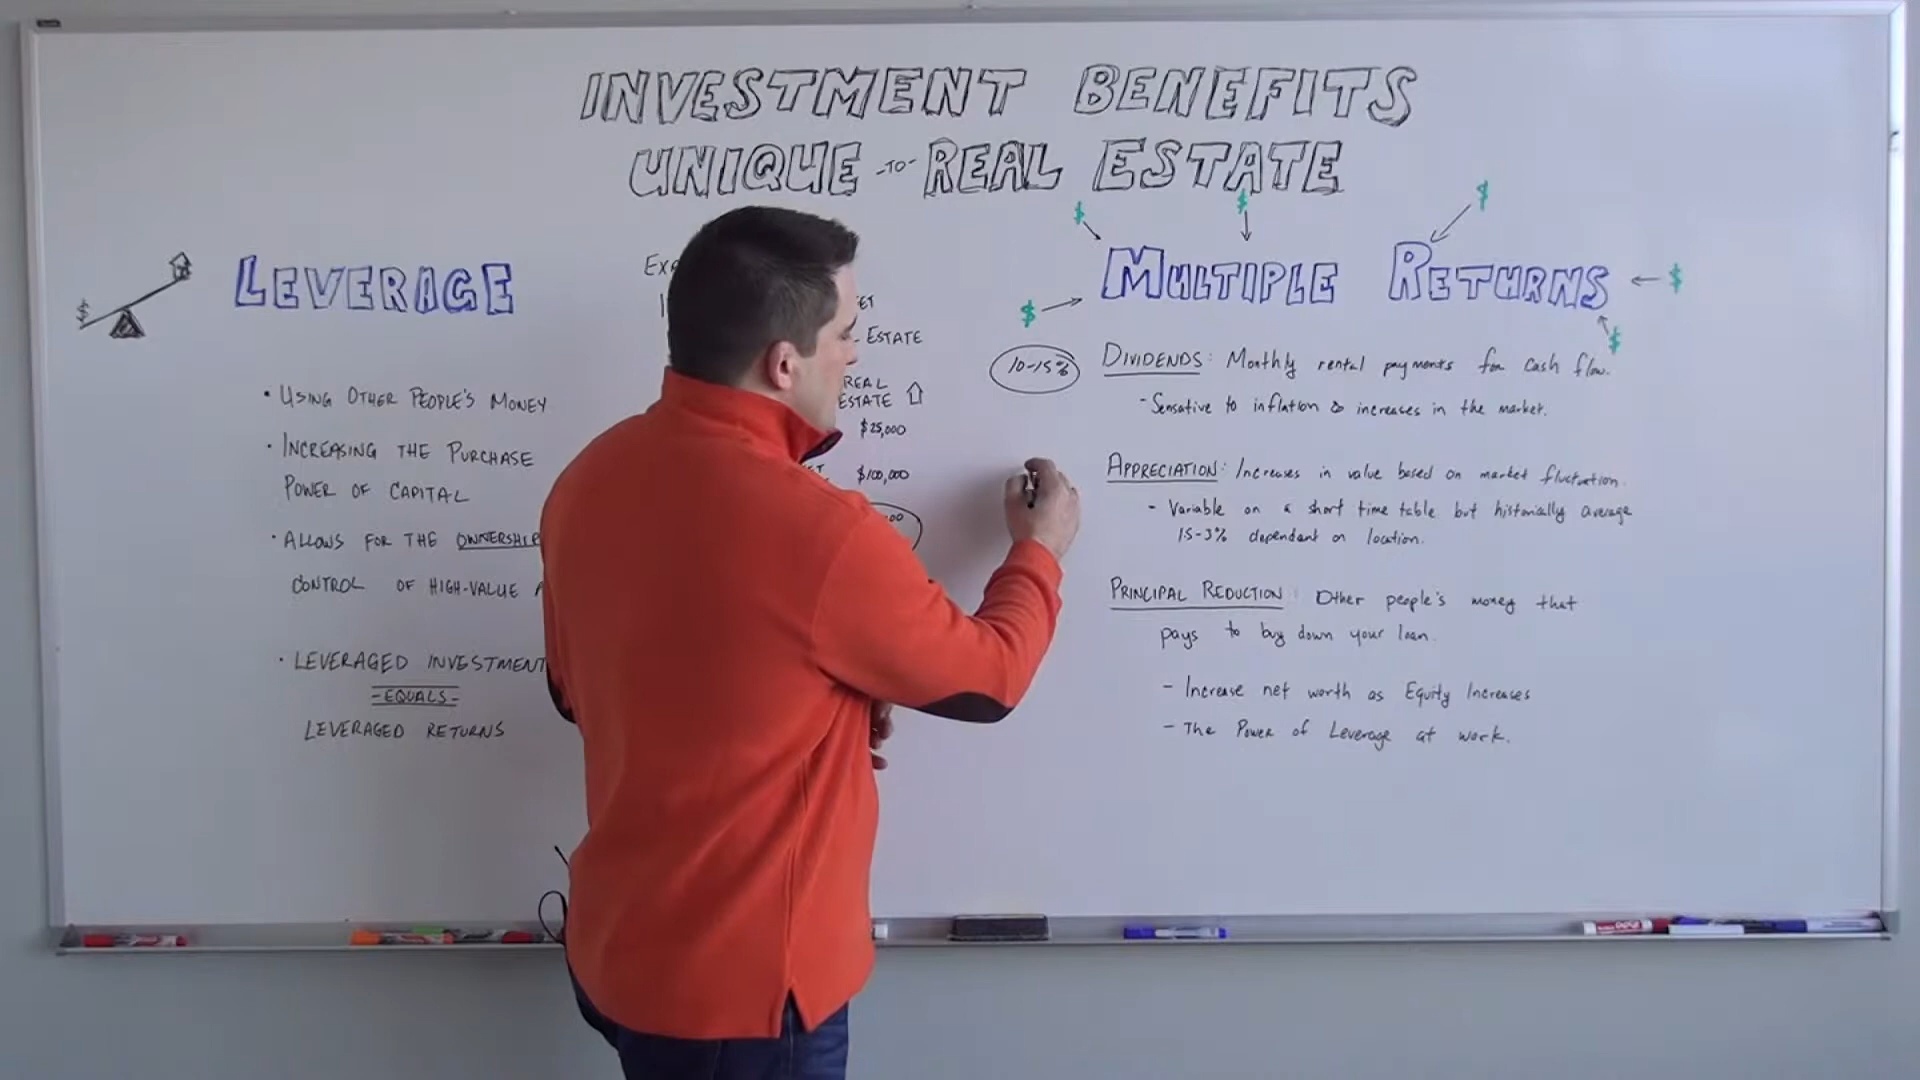 INVESTMENT BENEFITS
UNIQUE -TO- REAL ESTATE
$
LEVERAGE
• USING OTHER PEOPLE'S MONEY
• INCREASING THE PURCHASE
POWER OF CAPITAL
• ALLOWS FOR THE OWNERSHIP
CONTROL OF HIGH-VALUE
• LEVERAGED INVESTMENT
-EQUALS-
LEVERAGED RETURNS
ESTATE
REAL
ESTATE
$25,000
$100,000
$ $ $
MULTIPLE RETURNS
$ $ $
10-15%
DIVIDENDS: Monthly rental payments for cash flow.
- Sensative to inflation & increases in the market.
APPRECIATION: Increases in value based on market fluctuation.
- Variable on a short time table but historically average
1.5-3% dependant on location.
PRINCIPAL REDUCTION: Other people's money that
pays to buy down your loan.
- Increase net worth as Equity Increases
- The Power of Leverage at work.